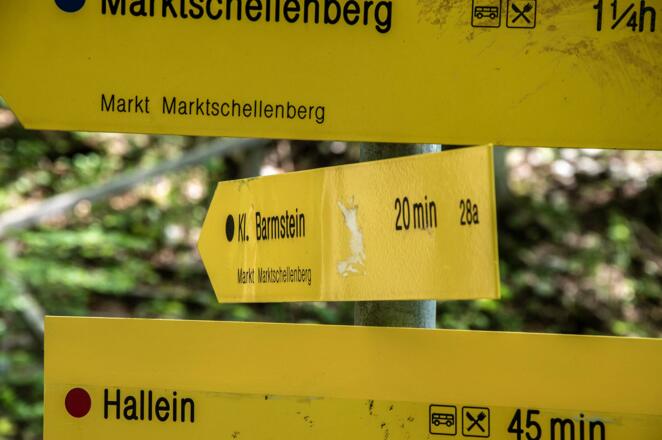 Marktschellenberg 1¼h
Markt Marktschellenberg
Kl. Barmstein 20 min 28a
Markt Marktschellenberg
Hallein 45 min